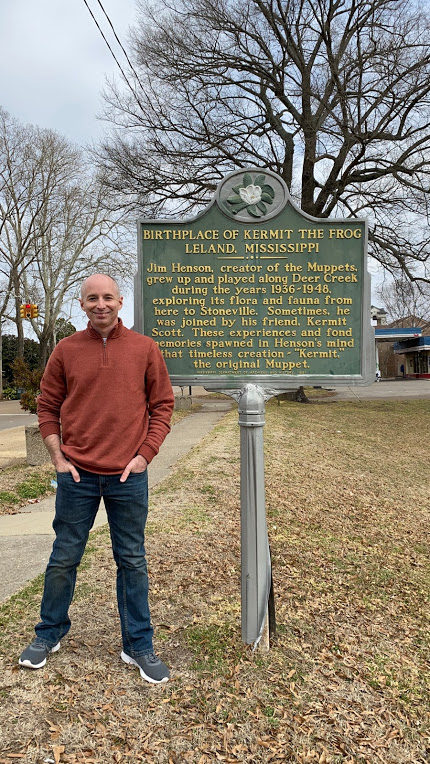 BIRTHPLACE OF KERMIT THE FROG
LELAND, MISSISSIPPI
Jim Henson, creator of the Muppets,
grew up and played along Deer Creek
during the years 1936-1948,
exploring its flora and fauna from
here to Stoneville. Sometimes, he
was joined by his friend, Kermit
Scott. These experiences and fond
memories spawned in Henson's mind
that timeless creation - "Kermit,"
the original Muppet.